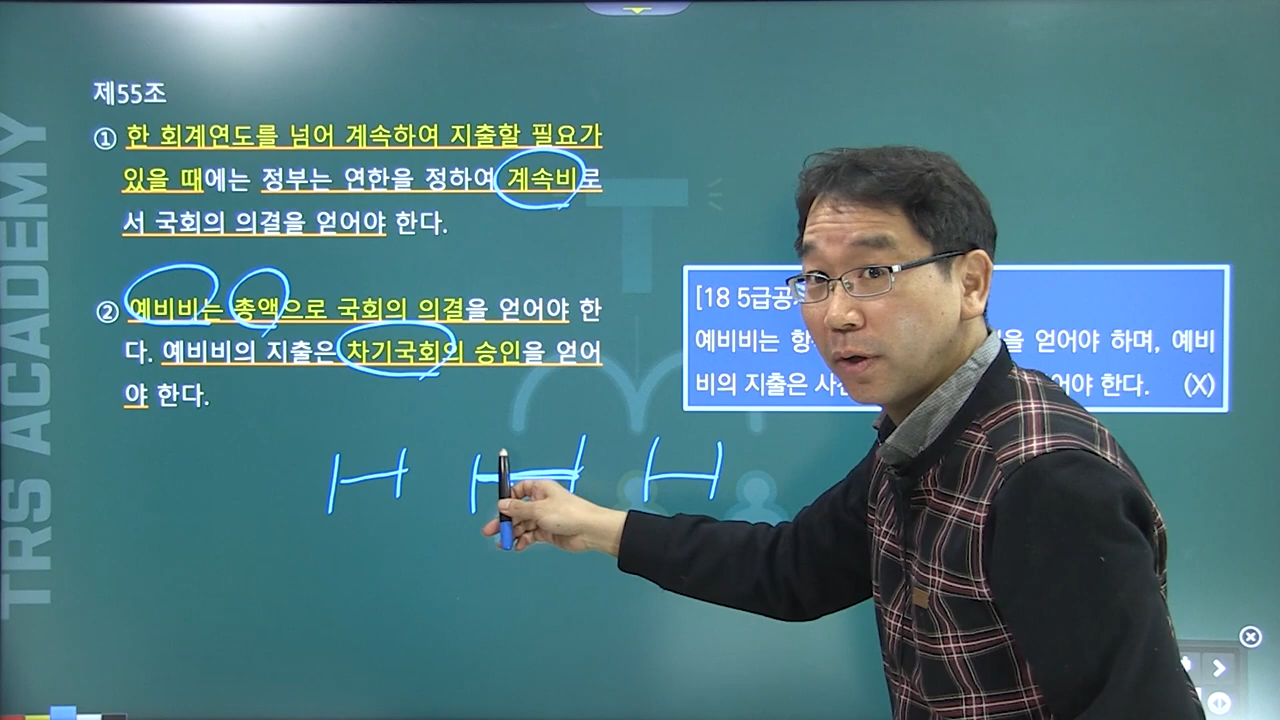 제55조
① 한 회계연도를 넘어 계속하여 지출할 필요가
있을 때에는 정부는 연한을 정하여 계속비로
서 국회의 의결을 얻어야 한다.
② 예비비는 총액으로 국회의 의결을 얻어야 한
다. 예비비의 지출은 차기국회의 승인을 얻어
야 한다.
[18 5급공
예비비는 을 얻어야 하며, 예비
비의 지출은 어야 한다. (X)
TRS ACADEMY